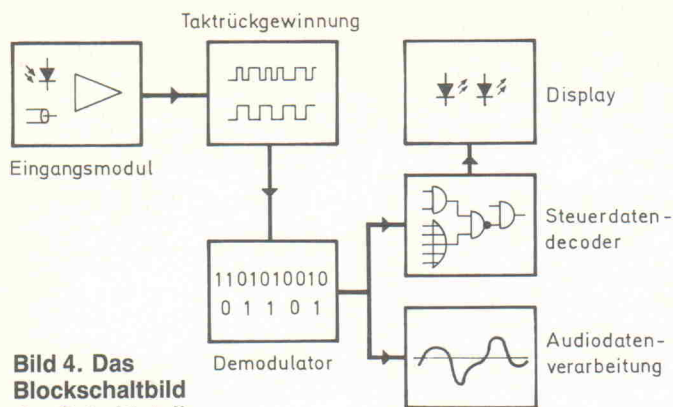 Taktrückgewinnung
Eingangsmodul
Display
Steuerdaten-
decoder
1101010010
0 1 1 0 1
Demodulator
Audiodaten-
verarbeitung
Bild 4. Das
Blockschaltbild